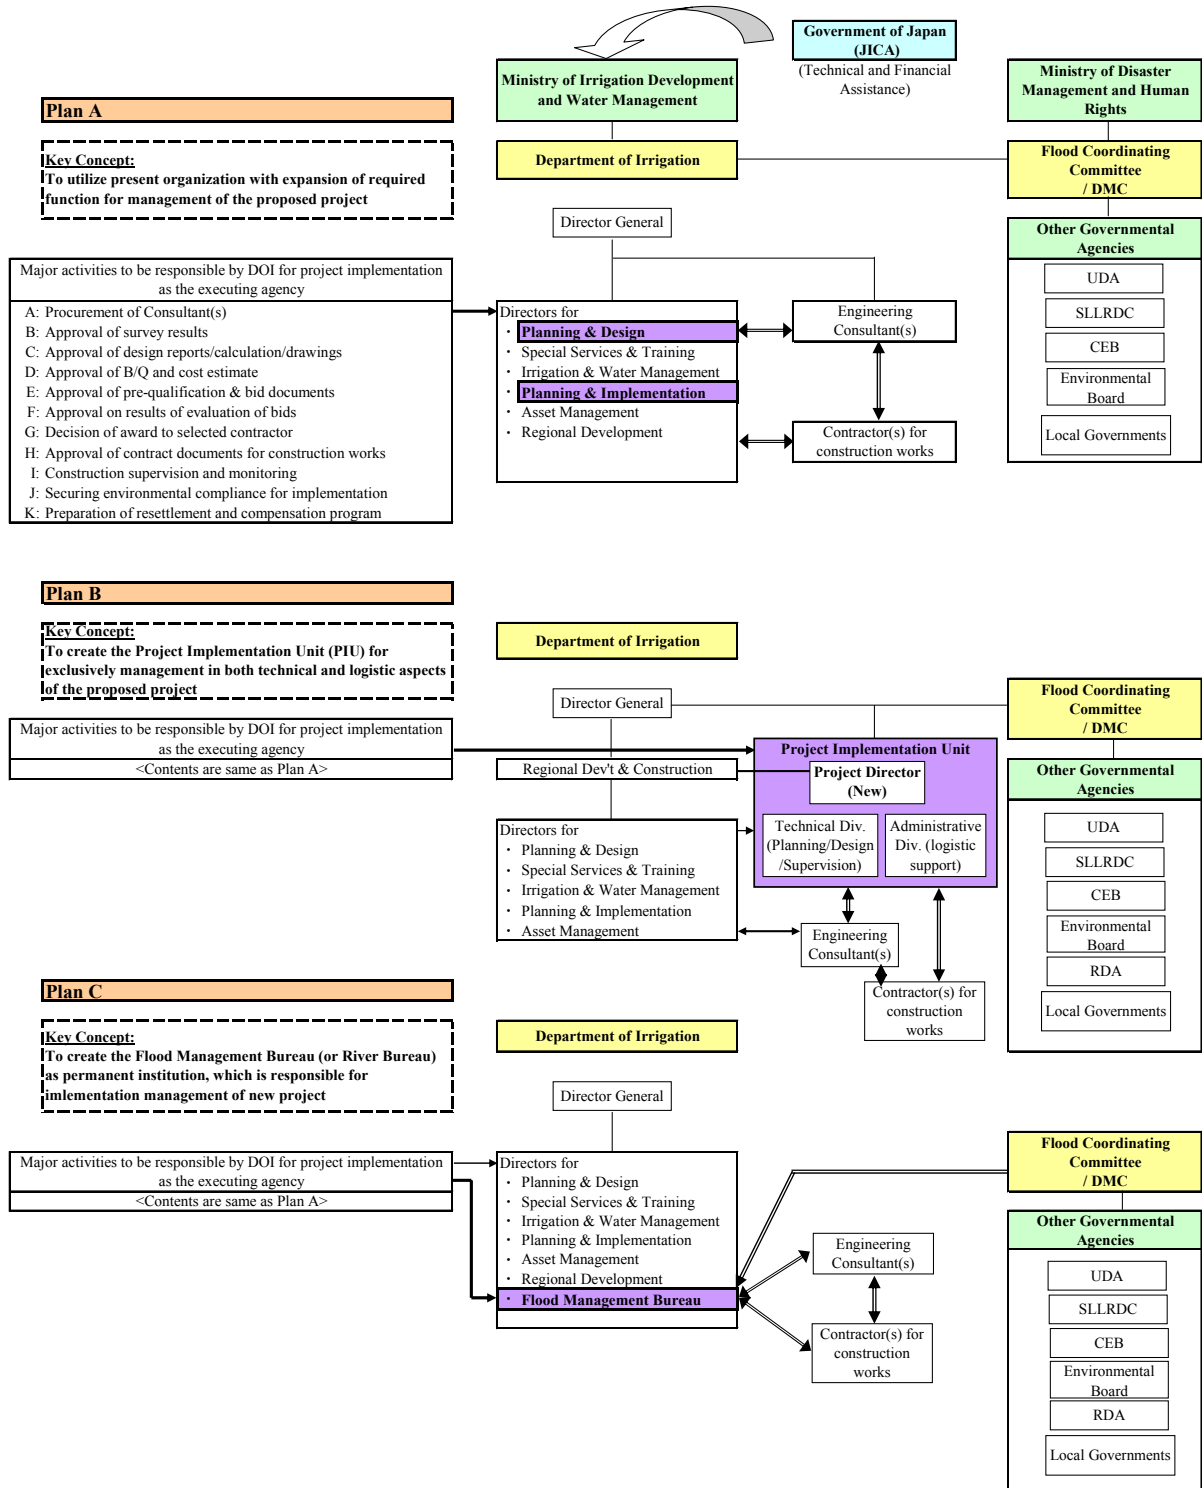 Government of Japan
(JICA)
(Technical and Financial
Assistance)
Ministry of Irrigation Development
and Water Management
Ministry of Disaster
Management and Human
Rights
Plan A
Key Concept:
To utilize present organization with expansion of required
function for management of the proposed project
Department of Irrigation
Flood Coordinating
Committee
/ DMC
Director General
Other Governmental
Agencies
UDA
SLLRDC
CEB
Environmental
Board
Local Governments
Major activities to be responsible by DOI for project implementation
as the executing agency
A: Procurement of Consultant(s)
B: Approval of survey results
C: Approval of design reports/calculation/drawings
D: Approval of B/Q and cost estimate
E: Approval of pre-qualification & bid documents
F: Approval on results of evaluation of bids
G: Decision of award to selected contractor
H: Approval of contract documents for construction works
I: Construction supervision and monitoring
J: Securing environmental compliance for implementation
K: Preparation of resettlement and compensation program
Directors for
・ Planning & Design
・ Special Services & Training
・ Irrigation & Water Management
・ Planning & Implementation
・ Asset Management
・ Regional Development
Engineering
Consultant(s)
Contractor(s) for
construction works
Plan B
Key Concept:
To create the Project Implementation Unit (PIU) for
exclusively management in both technical and logistic aspects
of the proposed project
Department of Irrigation
Director General
Flood Coordinating
Committee
/ DMC
Major activities to be responsible by DOI for project implementation
as the executing agency
<Contents are same as Plan A>
Regional Dev't & Construction
Project Implementation Unit
Project Director
(New)
Technical Div.
(Planning/Design
/Supervision)
Administrative
Div. (logistic
support)
Directors for
・ Planning & Design
・ Special Services & Training
・ Irrigation & Water Management
・ Planning & Implementation
・ Asset Management
Engineering
Consultant(s)
Contractor(s) for
construction
works
Other Governmental
Agencies
UDA
SLLRDC
CEB
Environmental
Board
RDA
Local Governments
Plan C
Key Concept:
To create the Flood Management Bureau (or River Bureau)
as permanent institution, which is responsible for
imlementation management of new project
Department of Irrigation
Director General
Flood Coordinating
Committee
/ DMC
Major activities to be responsible by DOI for project implementation
as the executing agency
<Contents are same as Plan A>
Directors for
・ Planning & Design
・ Special Services & Training
・ Irrigation & Water Management
・ Planning & Implementation
・ Asset Management
・ Regional Development
・ Flood Management Bureau
Engineering
Consultant(s)
Contractor(s) for
construction
works
Other Governmental
Agencies
UDA
SLLRDC
CEB
Environmental
Board
RDA
Local Governments